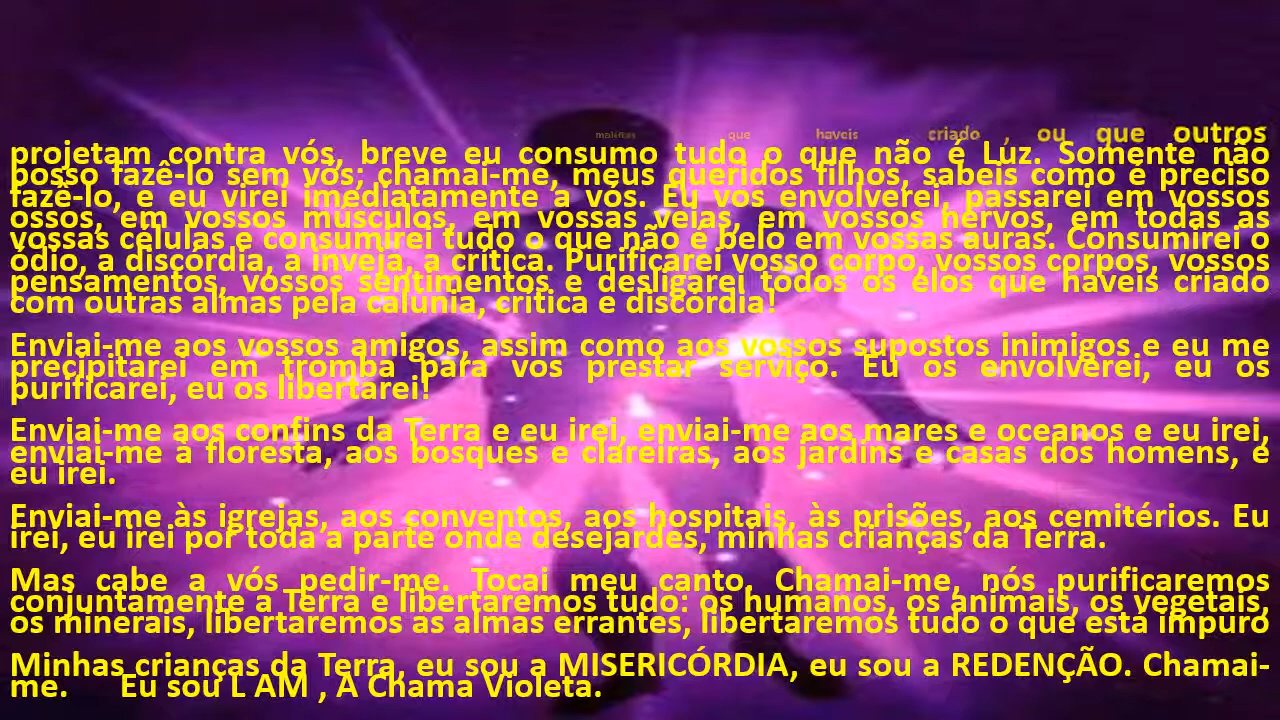 maléficas que haveis criado , ou que outros
projetam contra vós, breve eu consumo tudo o que não é Luz. Somente não
posso fazê-lo sem vós; chamai-me, meus queridos filhos, sabeis como é preciso
fazê-lo, e eu virei imediatamente a vós. Eu vos envolverei, passarei em vossos
ossos, em vossos músculos, em vossas veias, em vossos nervos, em todas as
vossas células e consumirei tudo o que não é belo em vossas auras. Consumirei o
ódio, a discórdia, a inveja, a crítica. Purificarei vosso corpo, vossos corpos, vossos
pensamentos, vossos sentimentos e desligarei todos os elos que haveis criado
com outras almas pela calúnia, crítica e discórdia!
Enviai-me aos vossos amigos, assim como aos vossos supostos inimigos e eu me
precipitarei em tromba para vos prestar serviço. Eu os envolverei, eu os
purificarei, eu os libertarei!
Enviai-me aos confins da Terra e eu irei, enviai-me aos mares e oceanos e eu irei,
enviai-me à floresta, aos bosques e clareiras, aos jardins e casas dos homens, e
eu irei.
Enviai-me às igrejas, aos conventos, aos hospitais, às prisões, aos cemitérios. Eu
irei, eu irei por toda a parte onde desejardes, minhas crianças da Terra.
Mas cabe a vós pedir-me. Tocai meu canto, Chamai-me, nós purificaremos
conjuntamente a Terra e libertaremos tudo: os humanos, os animais, os vegetais,
os minerais, libertaremos as almas errantes, libertaremos tudo o que está impuro
Minhas crianças da Terra, eu sou a MISERICÓRDIA, eu sou a REDENÇÃO. Chamai-
me. Eu sou L AM , A Chama Violeta.